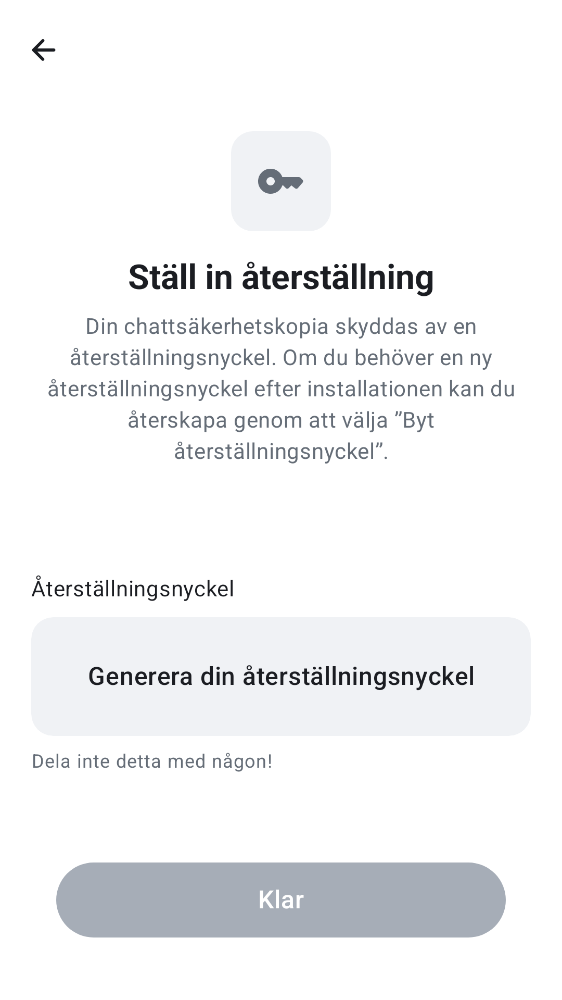 Ställ in återställning
Din chattsäkerhetskopia skyddas av en
återställningsnyckel. Om du behöver en ny
återställningsnyckel efter installationen kan du
återskapa genom att välja ”Byt
återställningsnyckel”.
Återställningsnyckel
Generera din återställningsnyckel
Dela inte detta med någon!
Klar